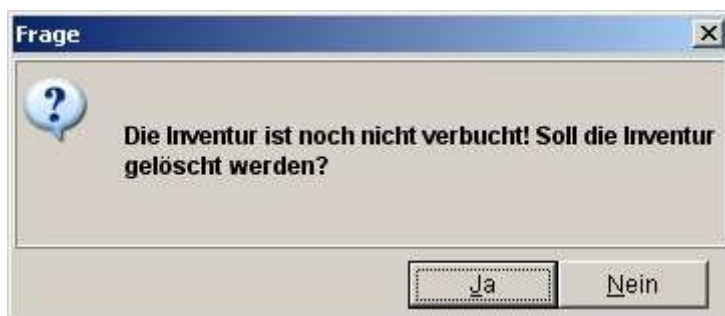 Frage
Die Inventur ist noch nicht verbucht! Soll die Inventur
gelöscht werden?
Ja
Nein